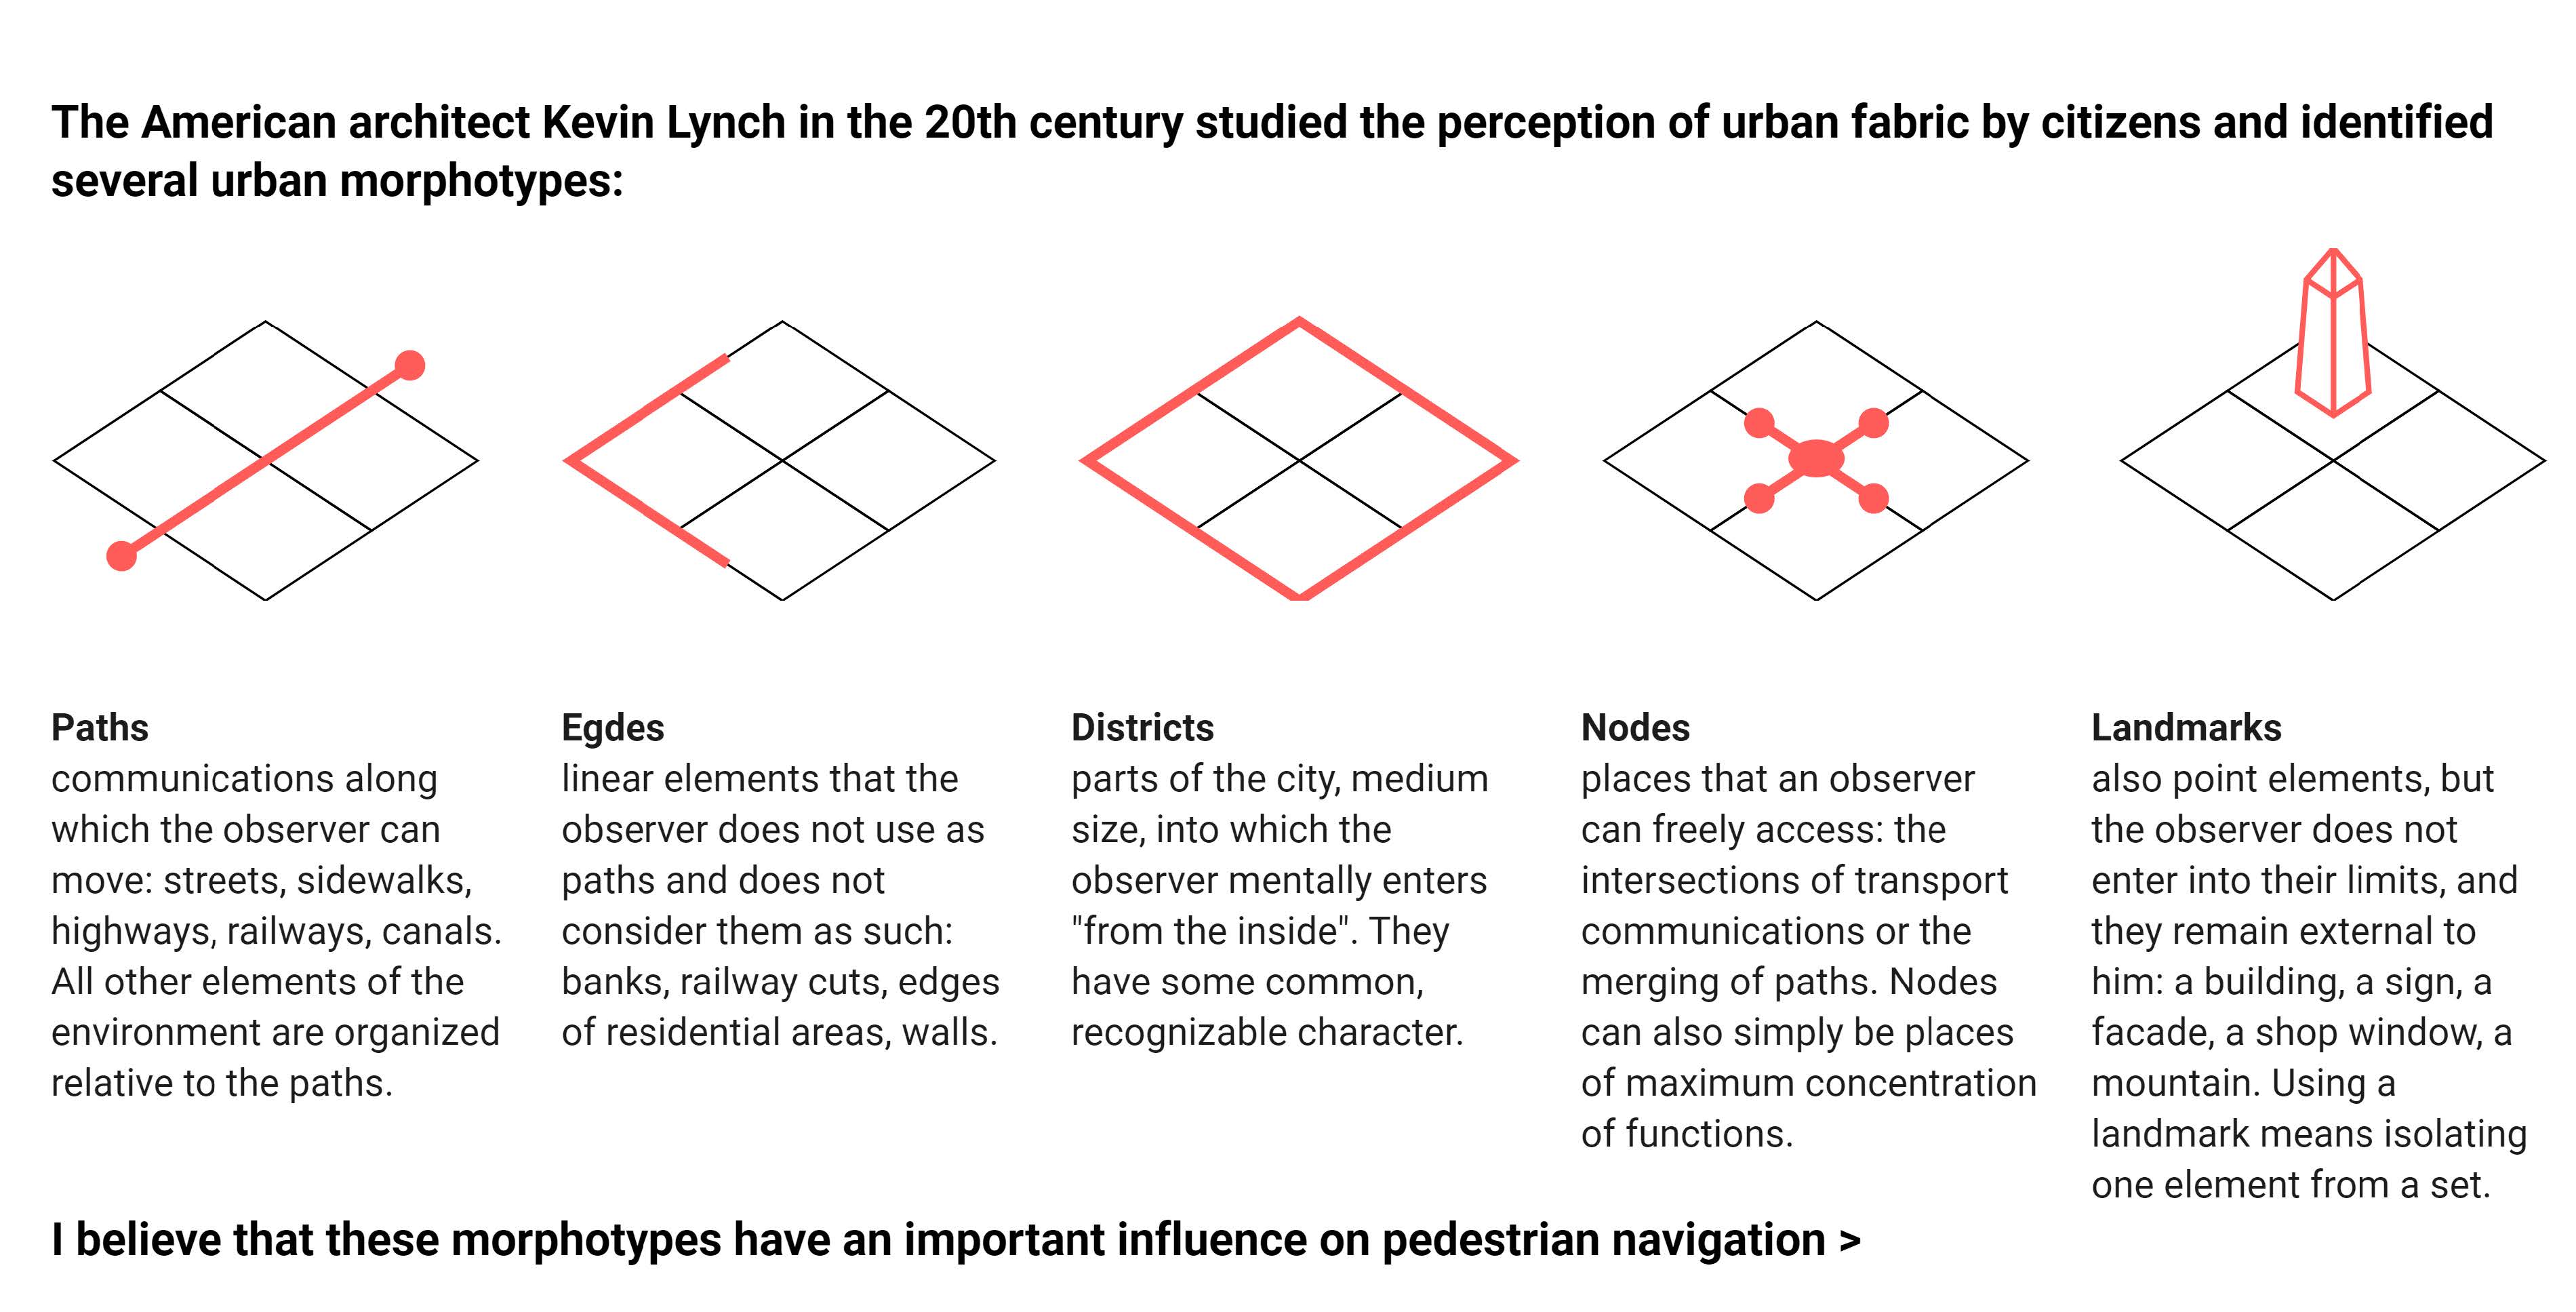 The American architect Kevin Lynch in the 20th century studied the perception of urban fabric by citizens and identified
several urban morphotypes:
Paths
communications along
which the observer can
move: streets, sidewalks,
highways, railways, canals.
All other elements of the
environment are organized
relative to the paths.
Egdes
linear elements that the
observer does not use as
paths and does not
consider them as such:
banks, railway cuts, edges
of residential areas, walls.
Districts
parts of the city, medium
size, into which the
observer mentally enters
"from the inside". They
have some common,
recognizable character.
Nodes
places that an observer
can freely access: the
intersections of transport
communications or the
merging of paths. Nodes
can also simply be places
of maximum concentration
of functions.
Landmarks
also point elements, but
the observer does not
enter into their limits, and
they remain external to
him: a building, a sign, a
facade, a shop window, a
mountain. Using a
landmark means isolating
one element from a set.
I believe that these morphotypes have an important influence on pedestrian navigation >